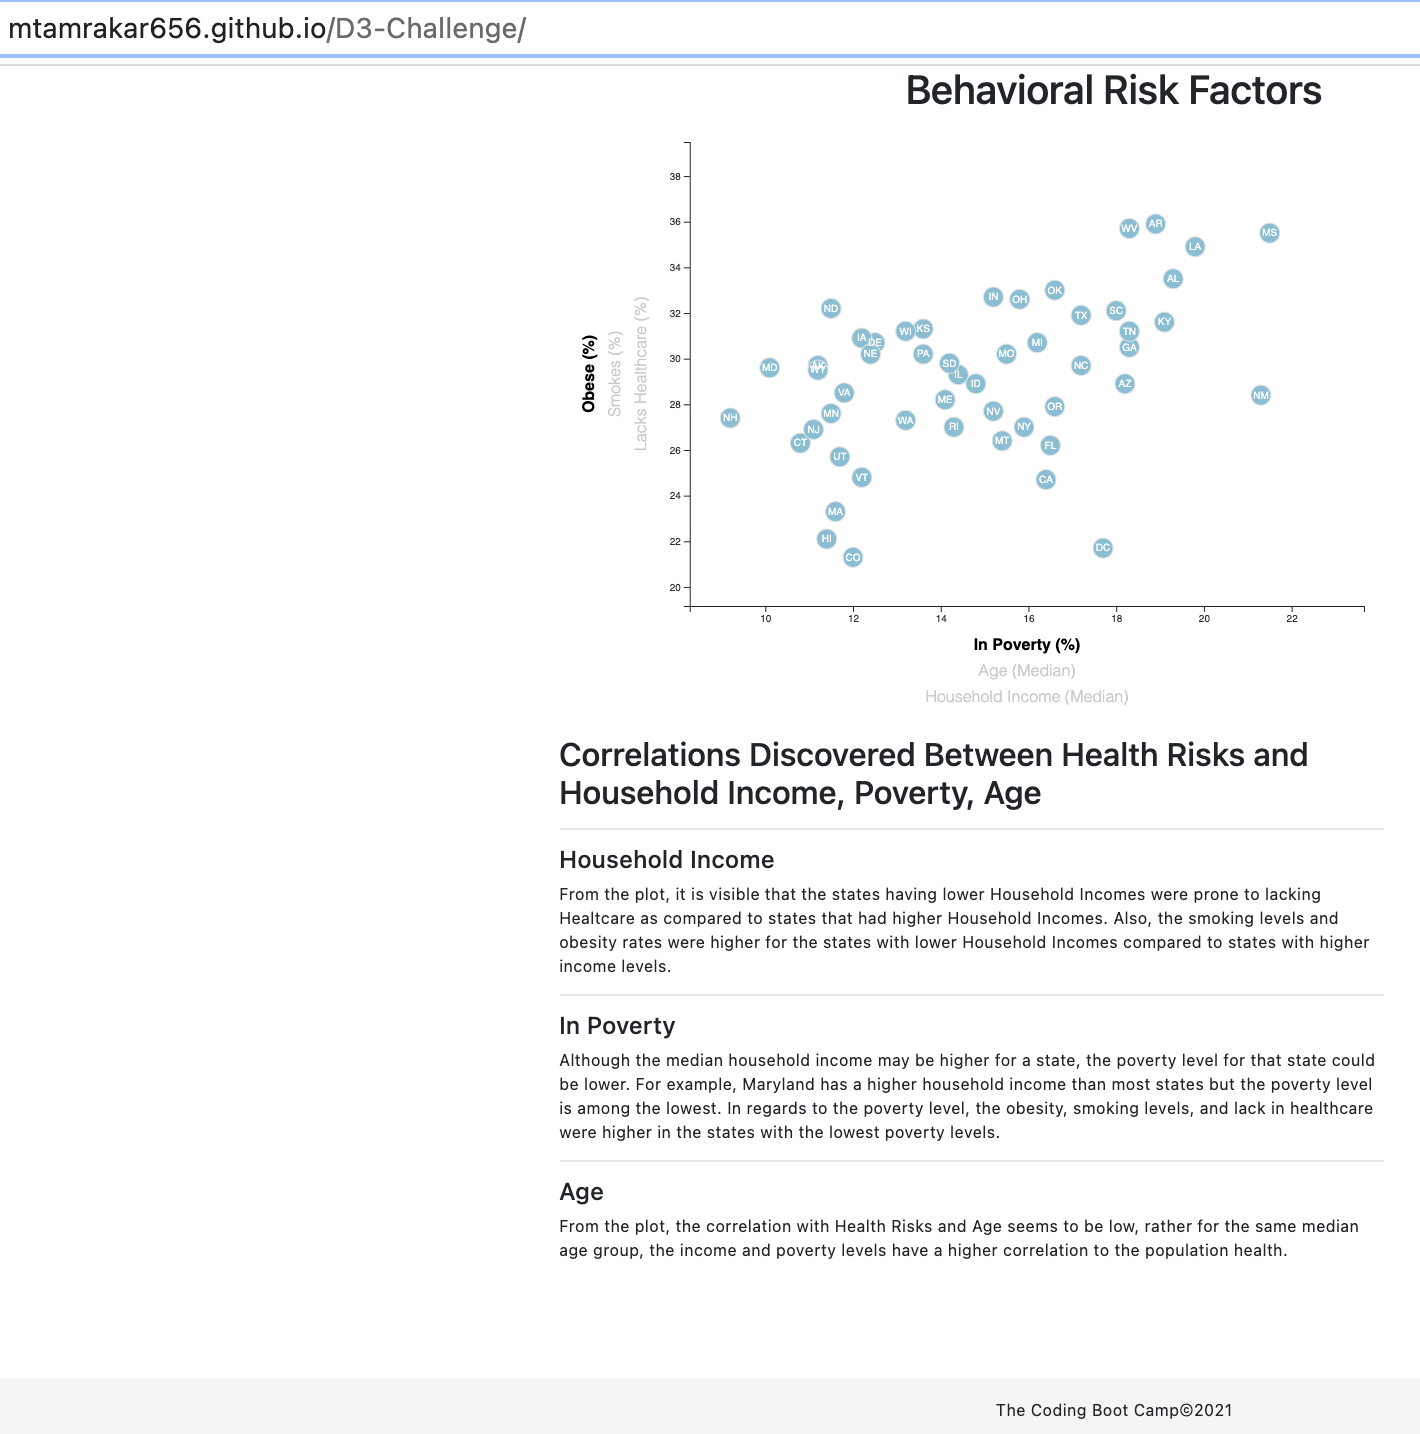 mtamrakar656.github.io/D3-Challenge/
Behavioral Risk Factors
38
36
34
32
30
28
26
24
22
20
Obese (%)
Smokes (%)
Lacks Healthcare (%)
WV
AR
MS
LA
AL
OK
IN
OH
ND
TX
SC
KY
WI
KS
TN
IA
DE
MI
GA
NE
PA
MO
SD
NC
MD
AK
WY
IL
ID
AZ
VA
NM
ME
OR
NH
MN
NV
WA
RI
NY
NJ
CT
MT
FL
UT
VT
CA
MA
HI
DC
CO
10
12
14
16
18
20
22
In Poverty (%)
Age (Median)
Household Income (Median)
Correlations Discovered Between Health Risks and
Household Income, Poverty, Age
Household Income
From the plot, it is visible that the states having lower Household Incomes were prone to lacking
Healtcare as compared to states that had higher Household Incomes. Also, the smoking levels and
obesity rates were higher for the states with lower Household Incomes compared to states with higher
income levels.
In Poverty
Although the median household income may be higher for a state, the poverty level for that state could
be lower. For example, Maryland has a higher household income than most states but the poverty level
is among the lowest. In regards to the poverty level, the obesity, smoking levels, and lack in healthcare
were higher in the states with the lowest poverty levels.
Age
From the plot, the correlation with Health Risks and Age seems to be low, rather for the same median
age group, the income and poverty levels have a higher correlation to the population health.
The Coding Boot Camp©2021